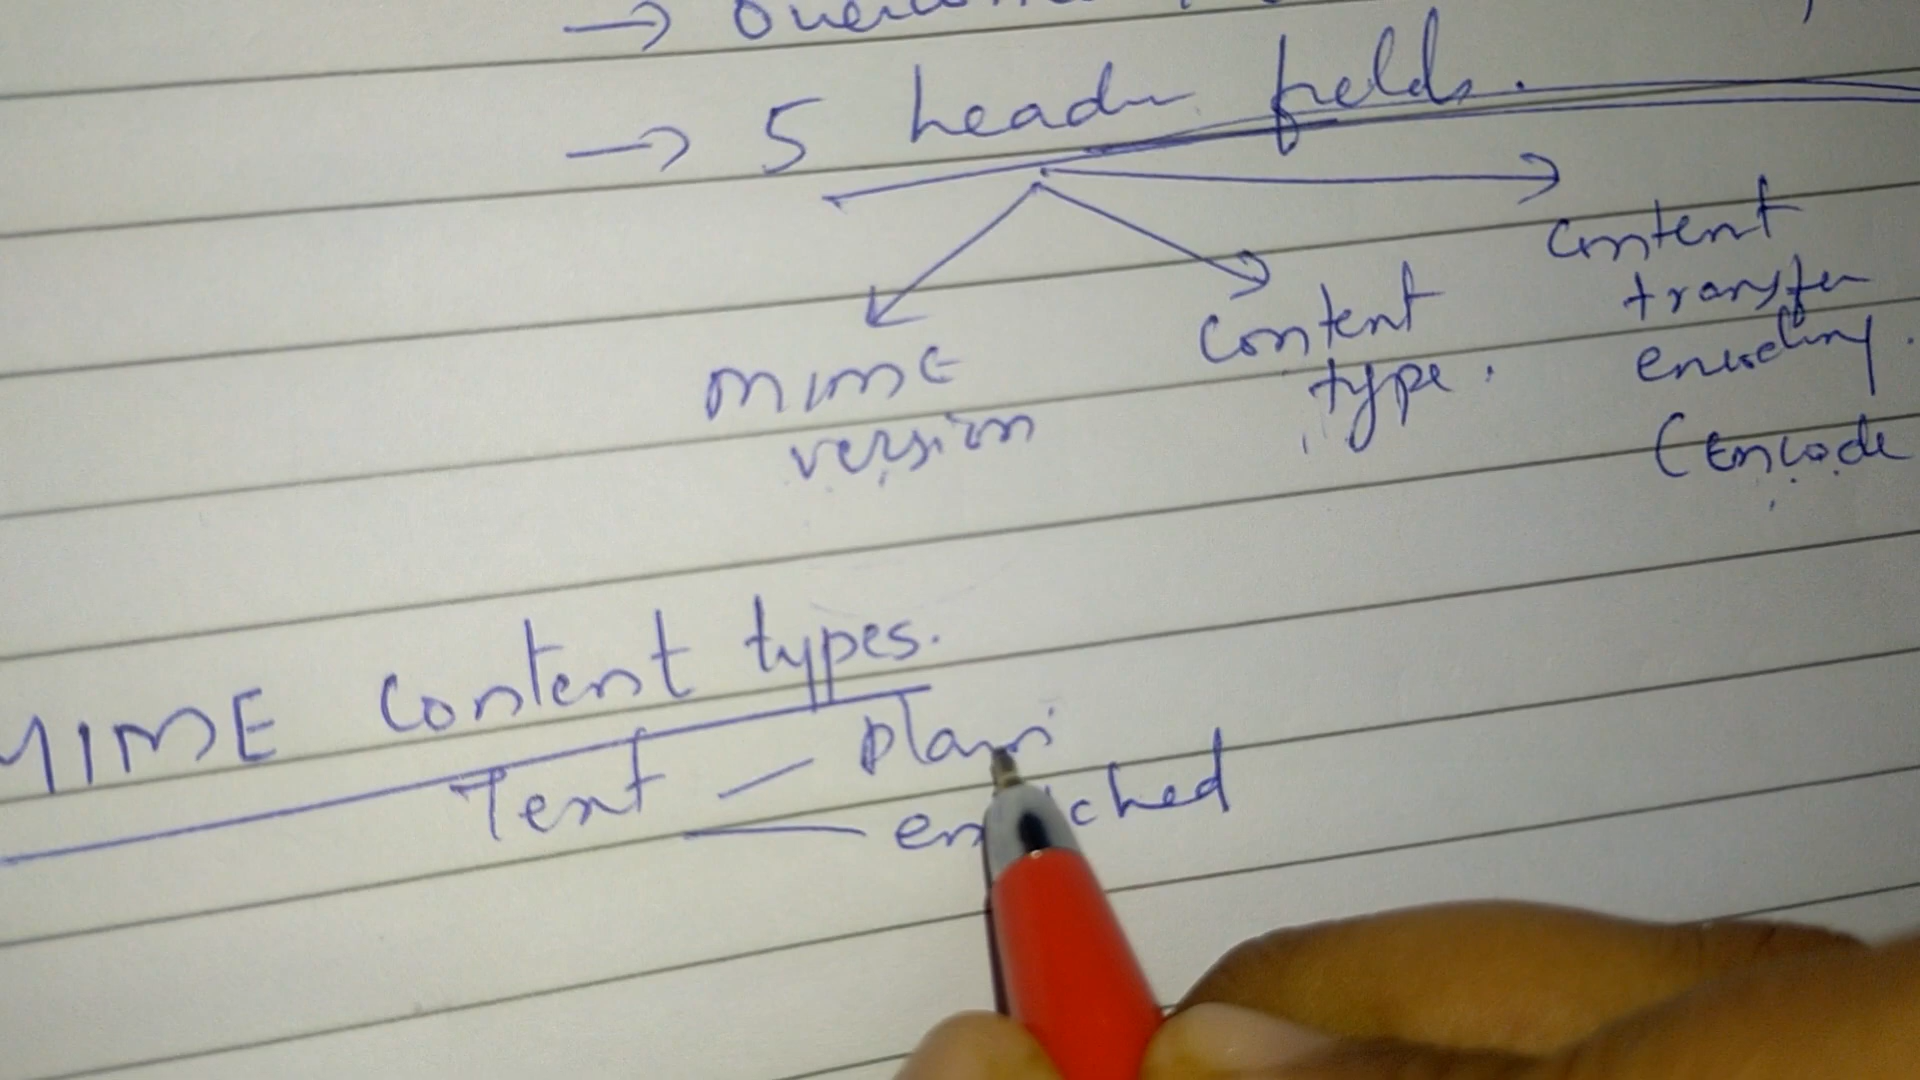 →
→ 5 header fields.
MIME version
content type.
content transfer encoding.
(Encode
MIME content types.
Text — plain
— enriched